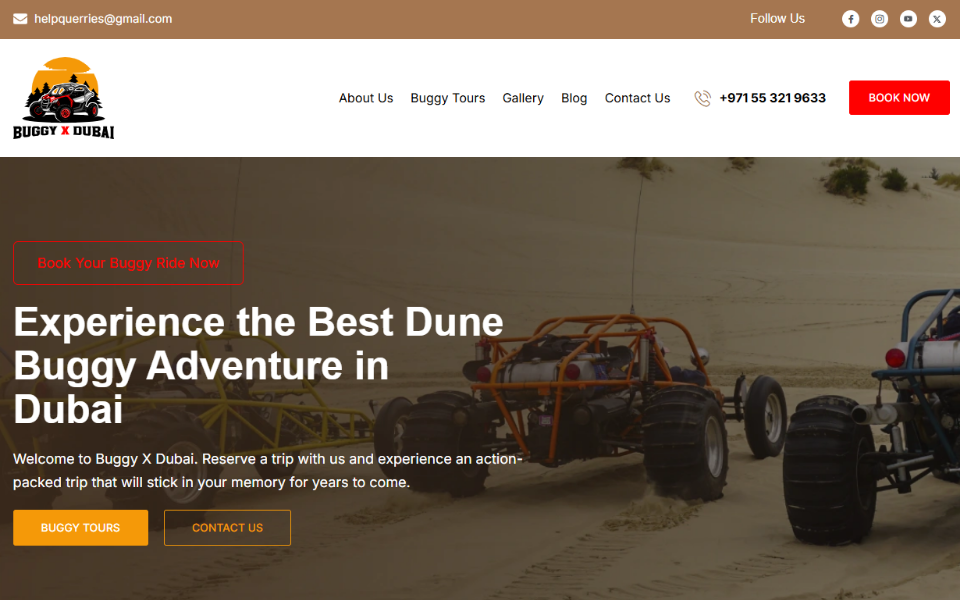 helpquerries@gmail.com
Follow Us
BUGGY X DUBAI
About Us
Buggy Tours
Gallery
Blog
Contact Us
+971 55 321 9633
BOOK NOW
Book Your Buggy Ride Now
Experience the Best Dune
Buggy Adventure in
Dubai
Welcome to Buggy X Dubai. Reserve a trip with us and experience an action-
packed trip that will stick in your memory for years to come.
BUGGY TOURS
CONTACT US